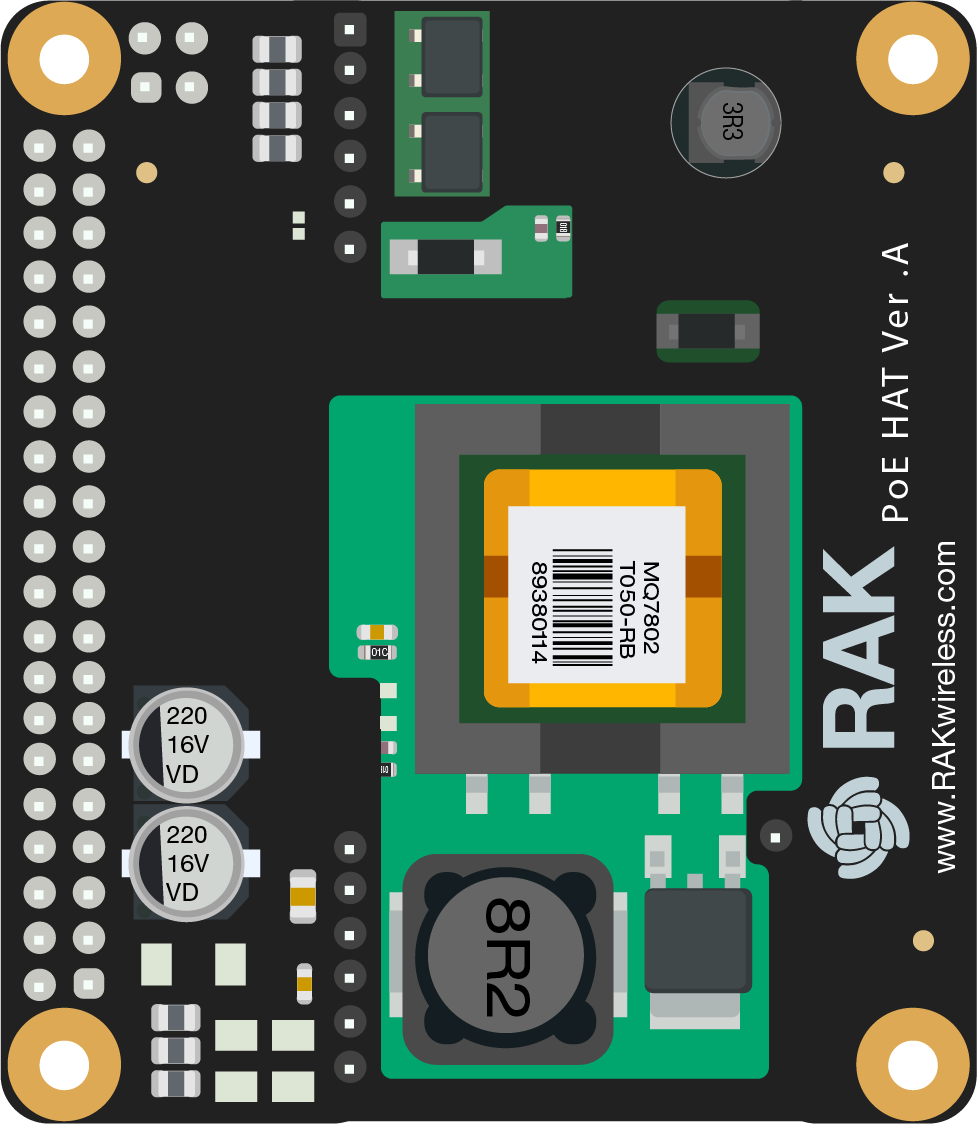 3R3
01B
PoE HAT Ver .A
MQ7802
T050-RB
89380114
01C
RAK
www.RAKwireless.com
220
16V
VD
220
16V
VD
8R2